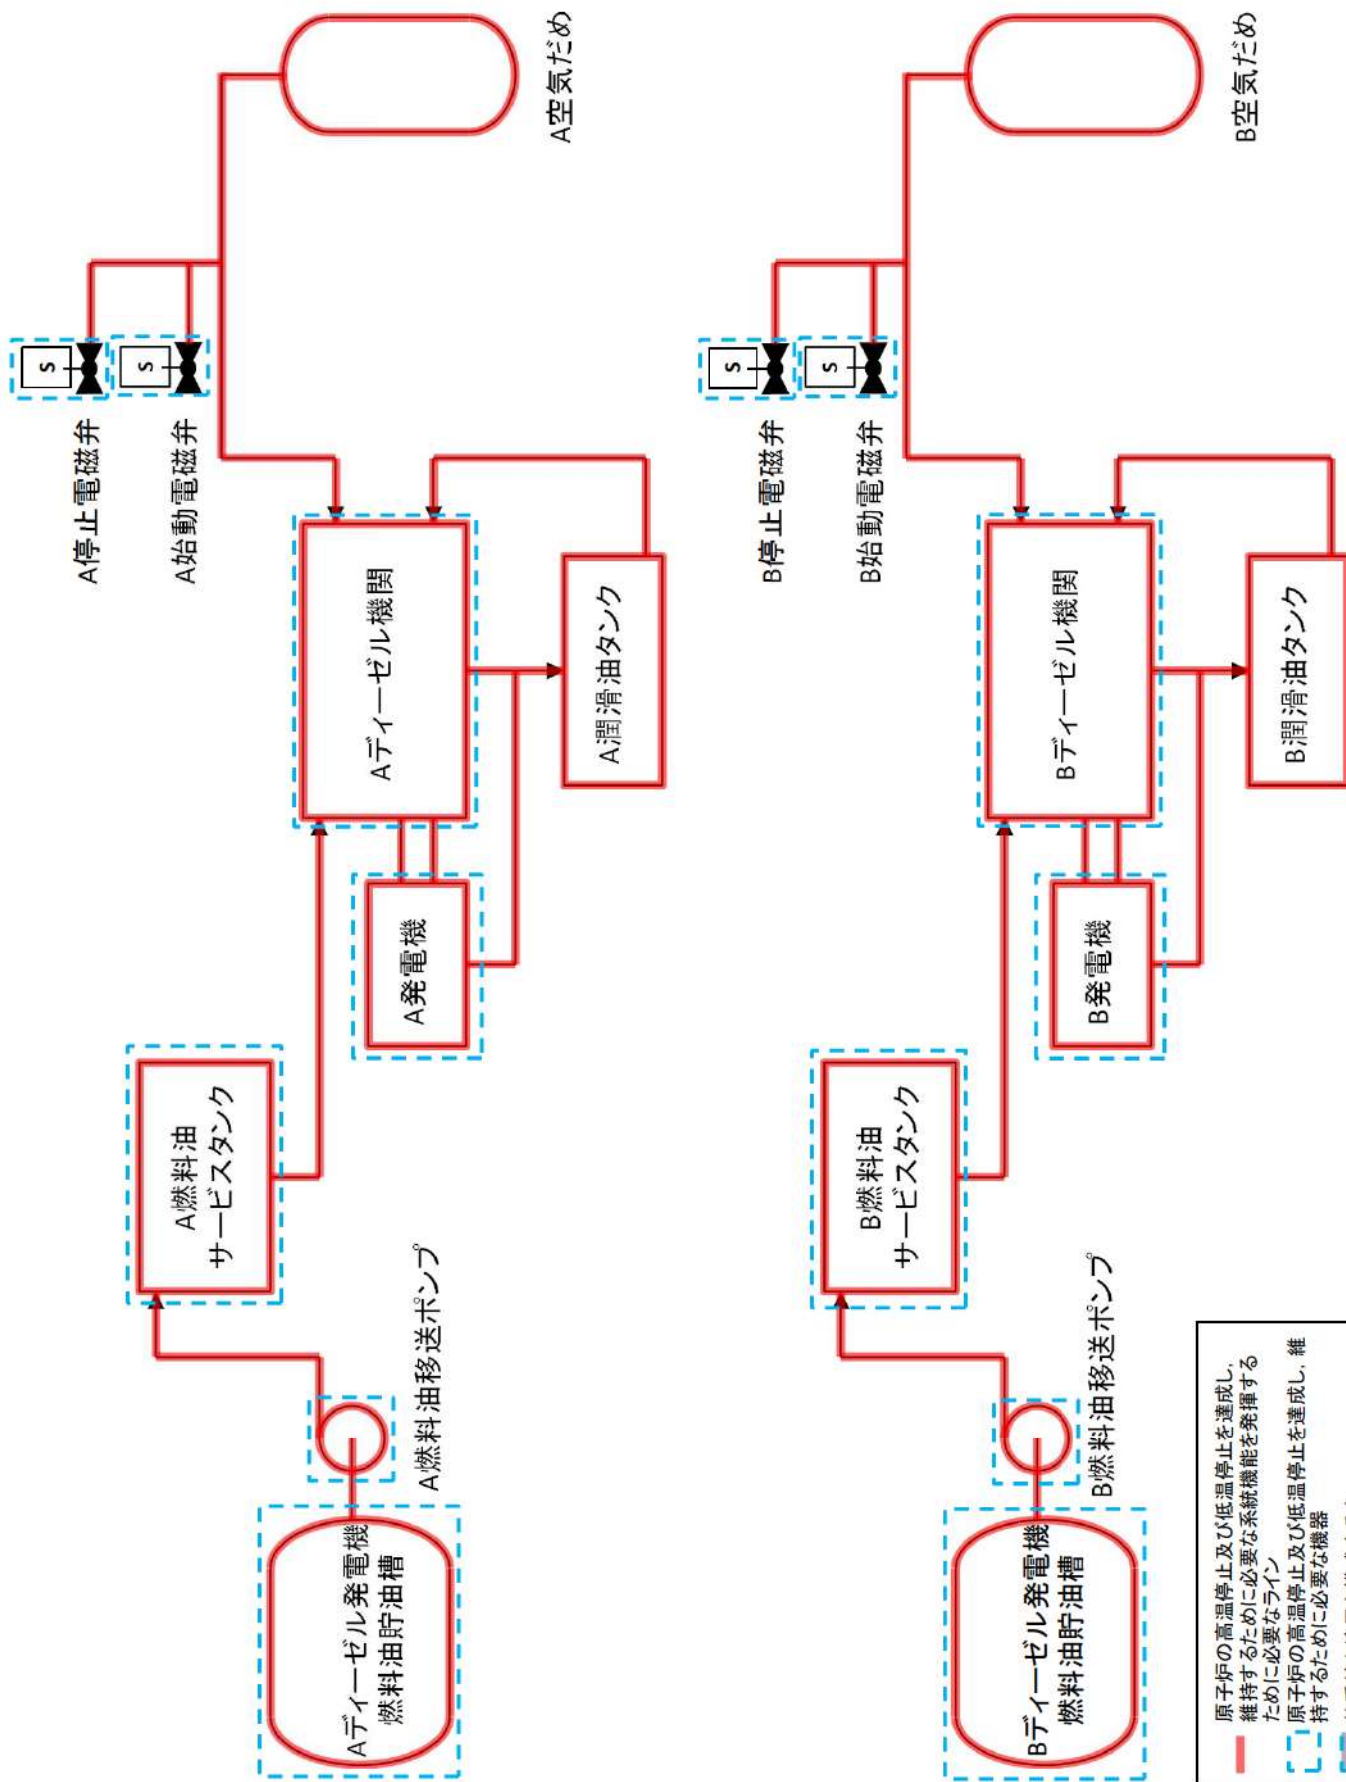 Aディーゼル発電機
燃料油貯油槽
A燃料油移送ポンプ
A燃料油
サービスタンク
A発電機
Aディーゼル機関
A潤滑油タンク
A停止電磁弁
S
A始動電磁弁
S
A空気だめ
Bディーゼル発電機
燃料油貯油槽
B燃料油移送ポンプ
B燃料油
サービスタンク
B発電機
Bディーゼル機関
B潤滑油タンク
B停止電磁弁
S
B始動電磁弁
S
B空気だめ
原子炉の高温停止及び低温停止を達成し,
維持するために必要な系統機能を発揮する
ために必要なライン
原子炉の高温停止及び低温停止を達成し, 維
持するために必要な機器